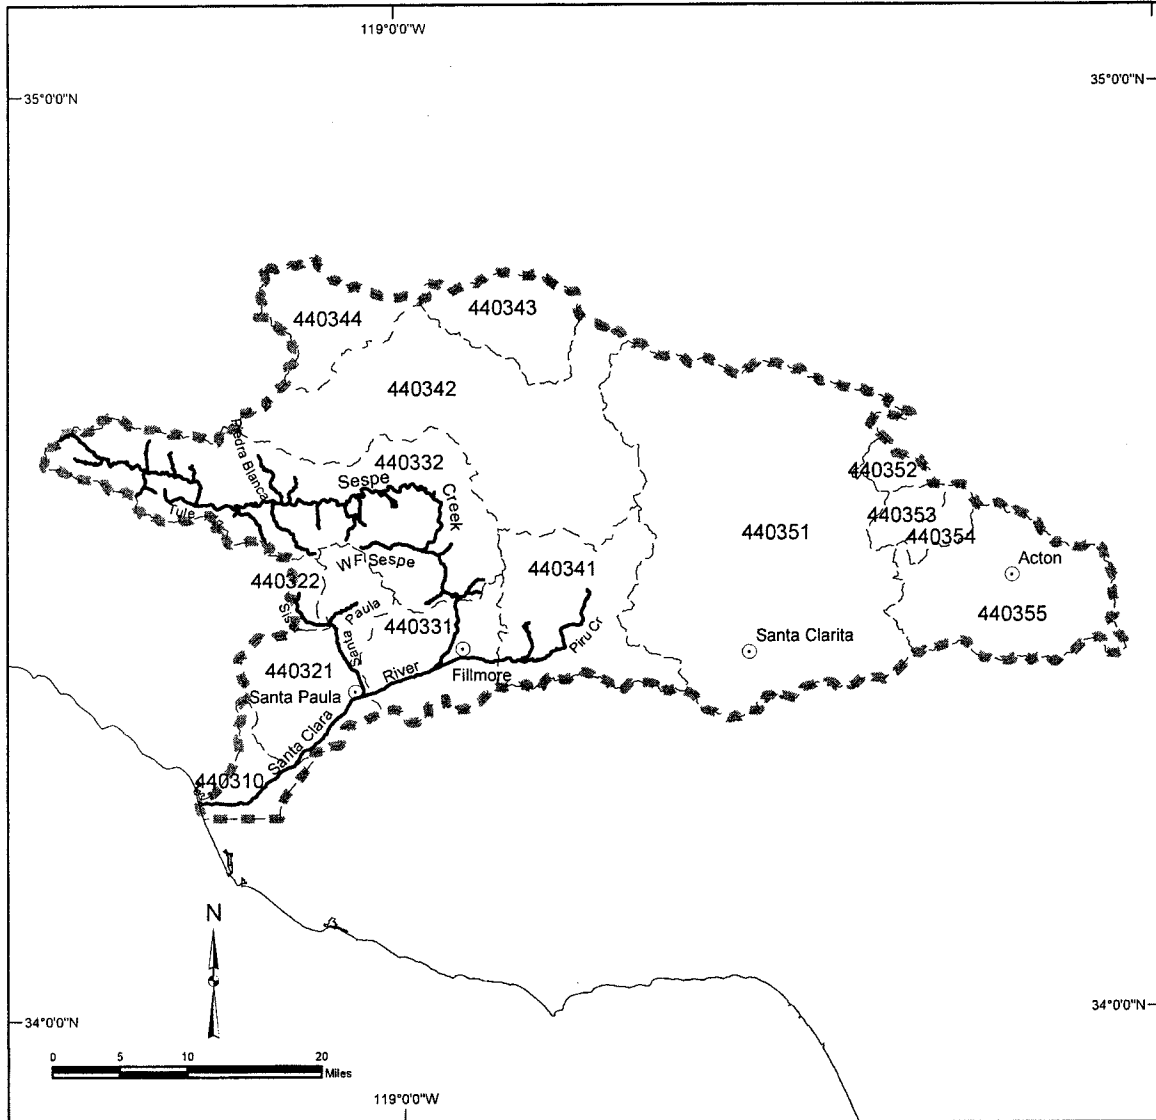 119°0'0"W
35°0'0"N
35°0'0"N
440344
440343
440342
Piedra Blanca
440332
Sespe
Creek
440352
Tule
440353
440351
440354
W Fl Sespe
Acton
440322
440341
Sis
Paula
440355
440331
Santa
Piru Cr
Santa Clarita
440321
River
Fillmore
Santa Paula
Santa Clara
440310
N
34°0'0"N
34°0'0"N
0 5 10 20
Miles
119°0'0"W